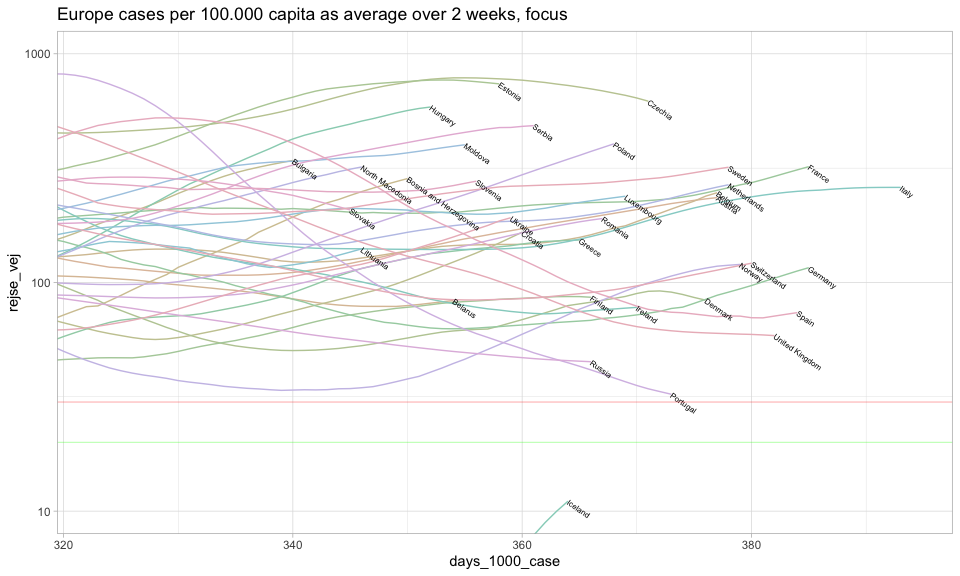 Europe cases per 100.000 capita as average over 2 weeks, focus
1000
Estonia
Czechia
Hungary
Serbia
Moldova
Poland
Bulgaria
North Macedonia
Bosnia and Herzegovina
Slovenia
Sweden
France
Netherlands
Italy
Luxembourg
Slovakia
Ukraine
Croatia
Romania
Greece
Lithuania
100
Norway
Switzerland
Germany
Belarus
Finland
Ireland
Denmark
Spain
United Kingdom
Russia
Portugal
Iceland
10
rejse_vej
320
340
360
380
days_1000_case